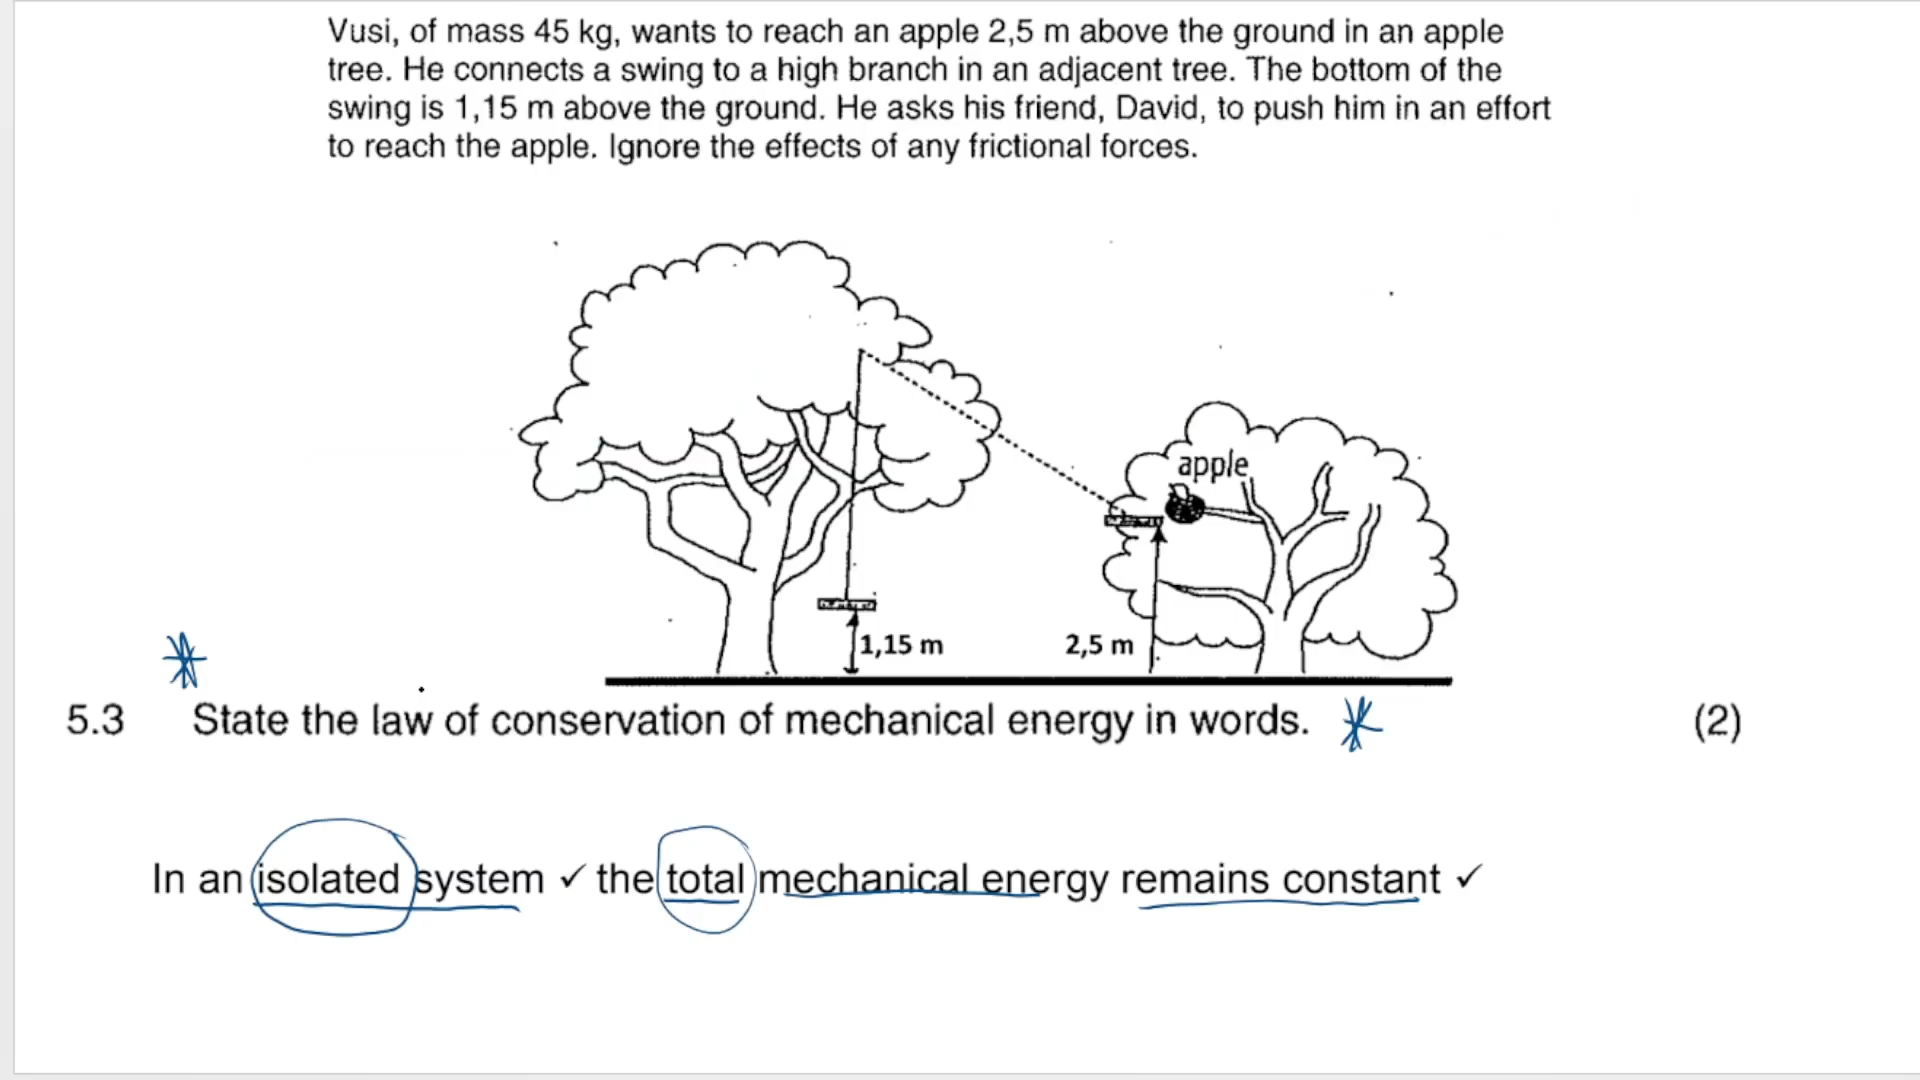 Vusi, of mass 45 kg, wants to reach an apple 2,5 m above the ground in an apple
tree. He connects a swing to a high branch in an adjacent tree. The bottom of the
swing is 1,15 m above the ground. He asks his friend, David, to push him in an effort
to reach the apple. Ignore the effects of any frictional forces.
apple
1,15 m
2,5 m
5.3 State the law of conservation of mechanical energy in words. (2)
In an isolated system ✓ the total mechanical energy remains constant ✓